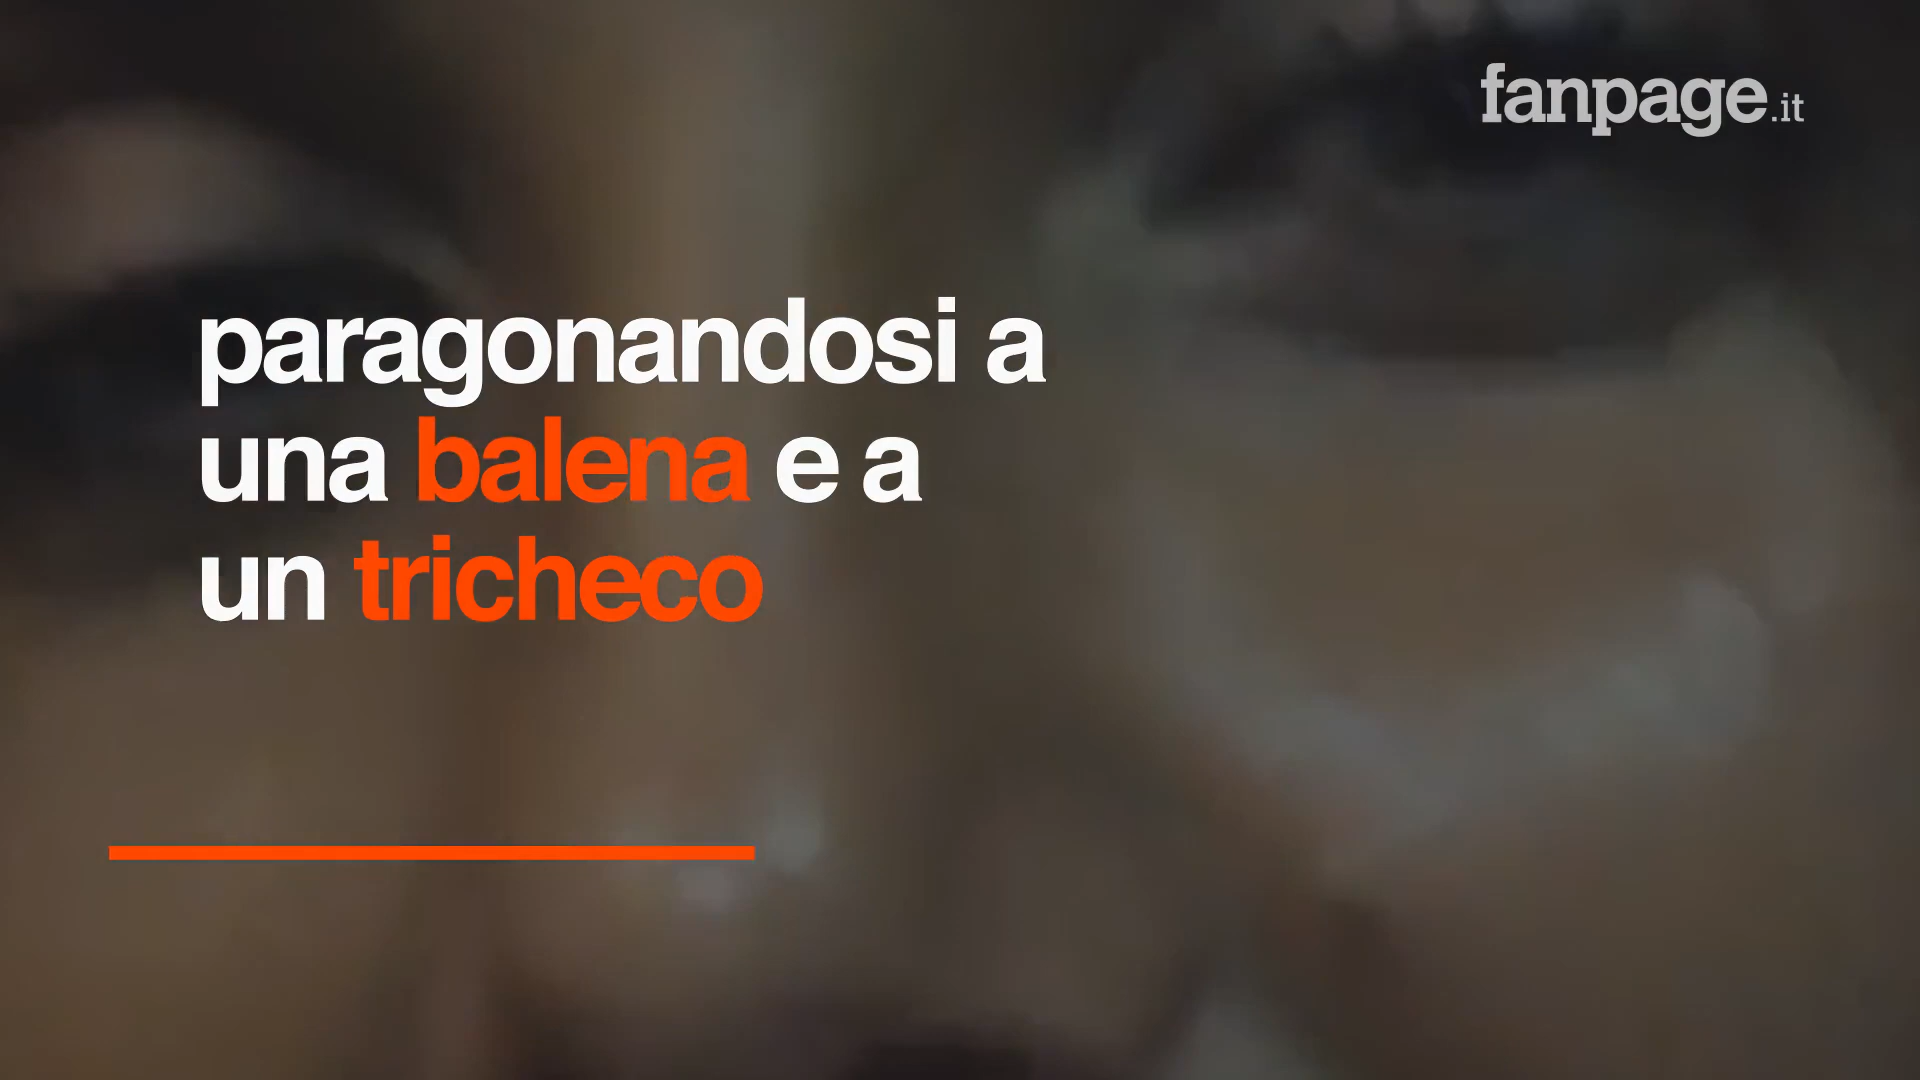 fanpage.it
paragonandosi a
una balena e a
un tricheco